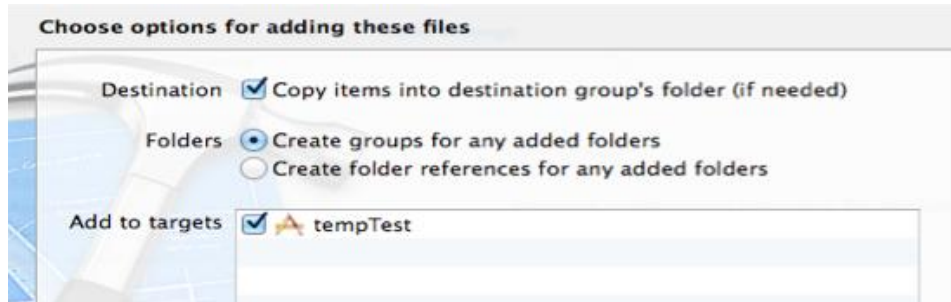 Choose options for adding these files
Destination Copy items into destination group's folder (if needed)
Folders Create groups for any added folders
Create folder references for any added folders
Add to targets tempTest